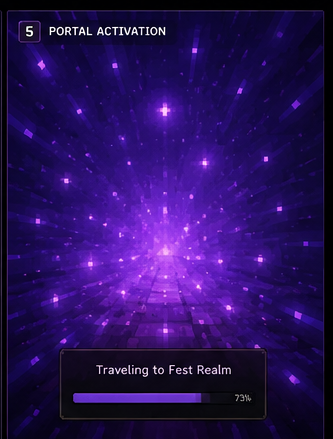 5 PORTAL ACTIVATION
Traveling to Fest Realm
73%